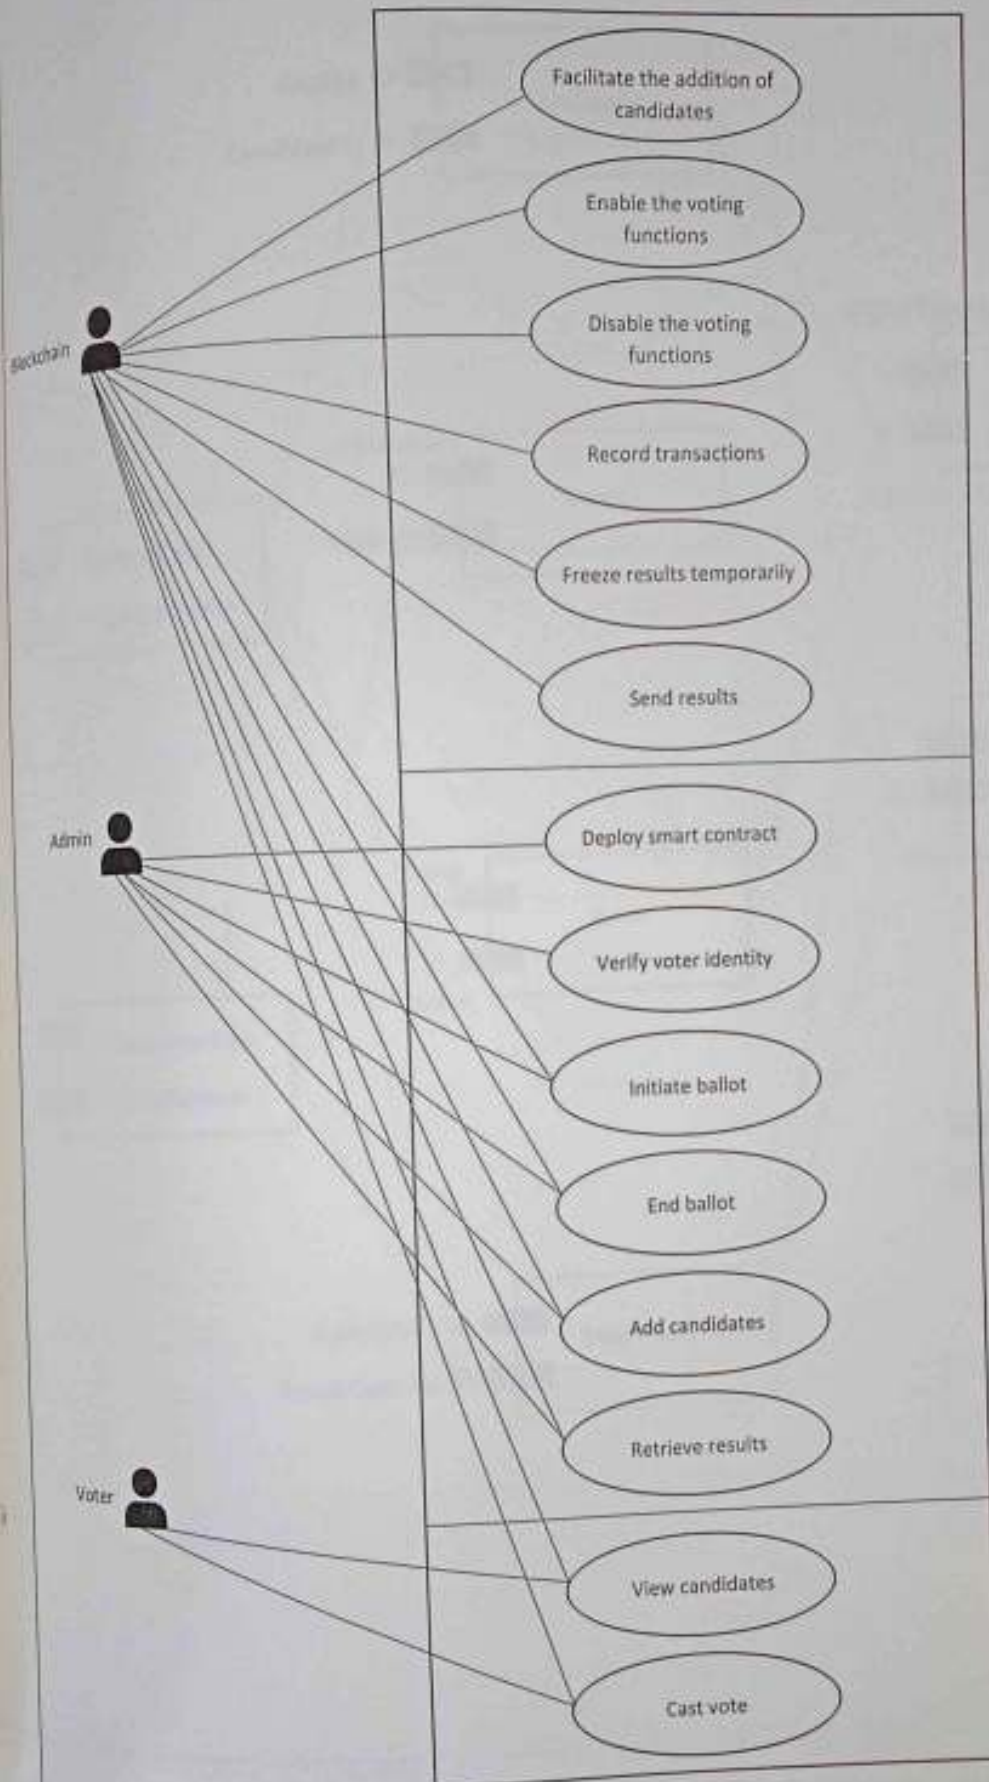 Facilitate the addition of
candidates
Enable the voting
functions
Disable the voting
functions
Blockchain
Record transactions
Freeze results temporarily
Send results
Admin
Deploy smart contract
Verify voter identity
Initiate ballot
End ballot
Add candidates
Retrieve results
Voter
View candidates
Cast vote